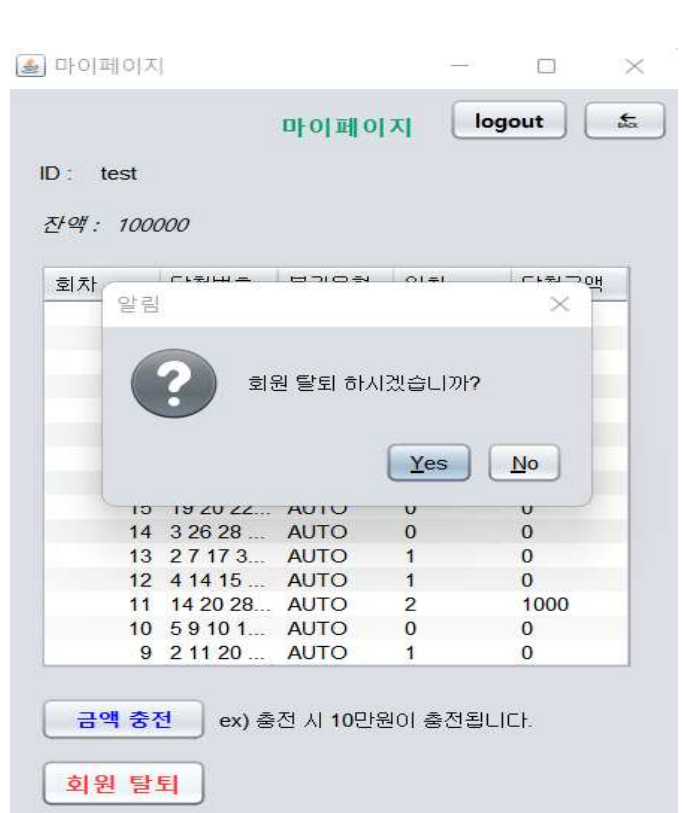 마이페이지
마이페이지 logout BACK
ID : test
잔액 : 100000
회차
알림
회원 탈퇴 하시겠습니까?
Yes No
15 19 20 22... AUTO 0 0
14 3 26 28 ... AUTO 0 0
13 2 7 17 3... AUTO 1 0
12 4 14 15 ... AUTO 1 0
11 14 20 28... AUTO 2 1000
10 5 9 10 1... AUTO 0 0
9 2 11 20 ... AUTO 1 0
금액 충전 ex) 충전 시 10만원이 충전됩니다.
회원 탈퇴